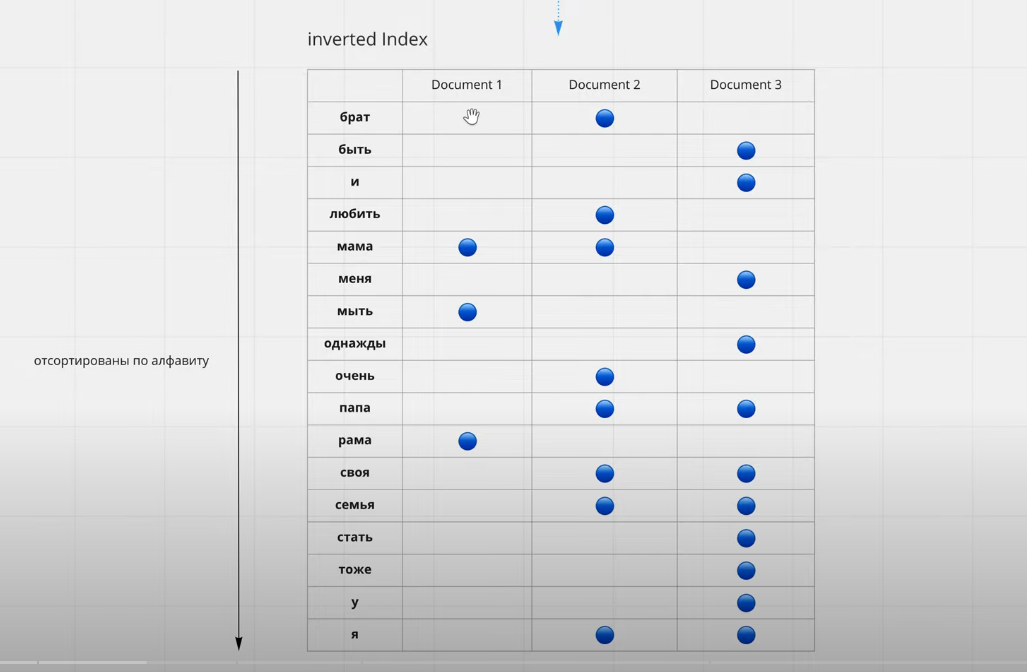 inverted Index
Document 1 Document 2 Document 3
брат
быть
и
любить
мама
меня
мыть
однажды
отсортированы по алфавиту
очень
папа
рама
своя
семья
стать
тоже
у
я